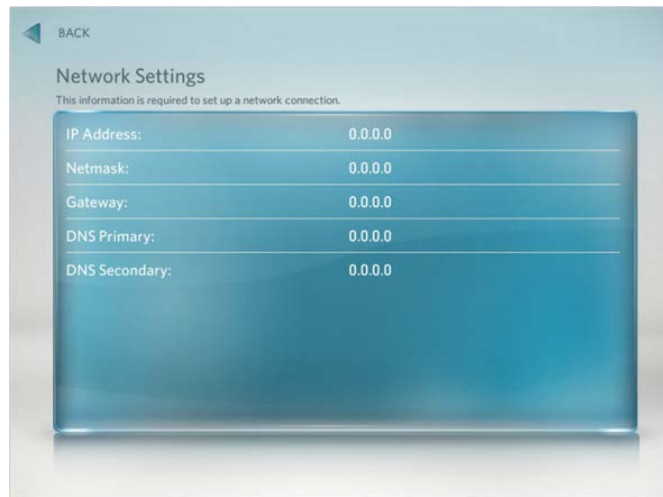 BACK
Network Settings
This information is required to set up a network connection.
IP Address: 0.0.0.0
Netmask: 0.0.0.0
Gateway: 0.0.0.0
DNS Primary: 0.0.0.0
DNS Secondary: 0.0.0.0